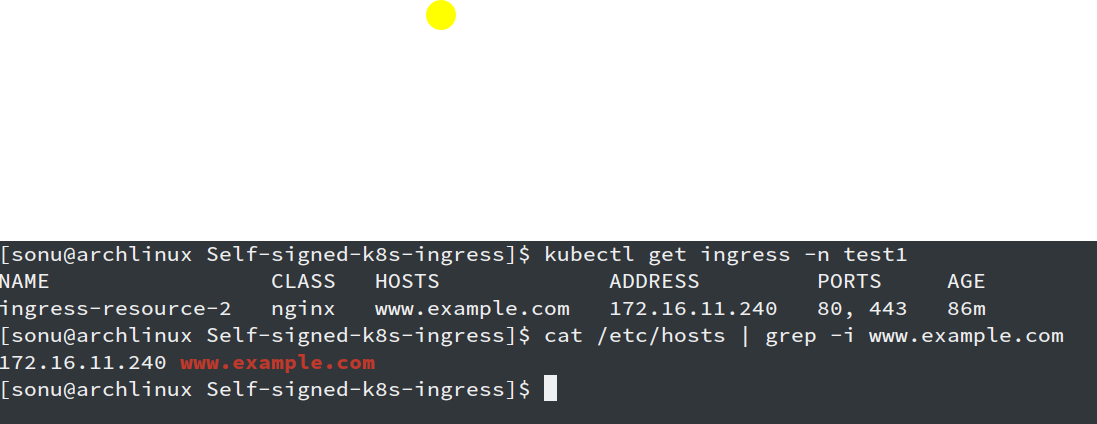 [sonu@archlinux Self-signed-k8s-ingress]$ kubectl get ingress -n test1
NAME                 CLASS   HOSTS             ADDRESS         PORTS     AGE
ingress-resource-2   nginx   www.example.com   172.16.11.240   80, 443   86m
[sonu@archlinux Self-signed-k8s-ingress]$ cat /etc/hosts | grep -i www.example.com
172.16.11.240 www.example.com
[sonu@archlinux Self-signed-k8s-ingress]$